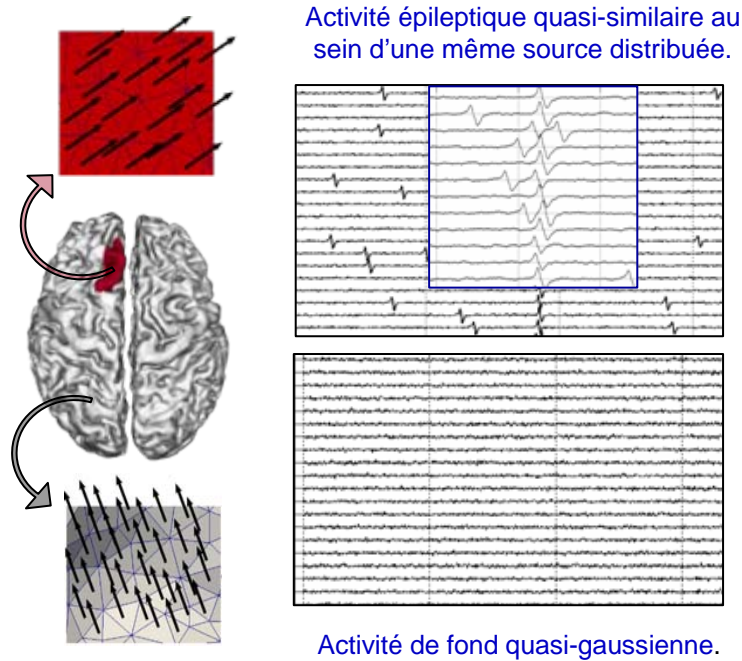 Activité épileptique quasi-similaire au
sein d'une même source distribuée.
Activité de fond quasi-gaussienne.